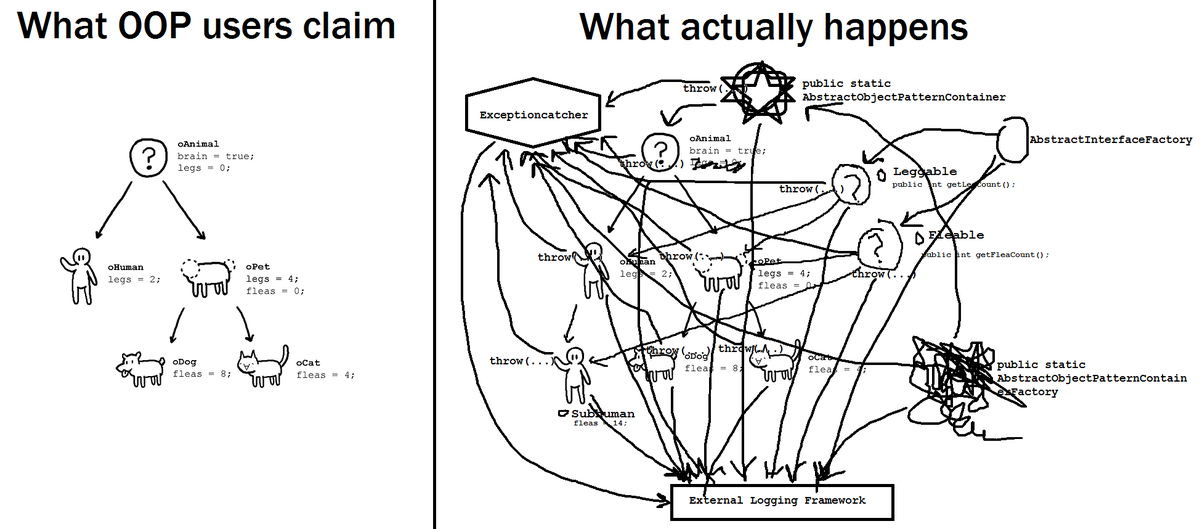 What OOP users claim
oAnimal
brain = true;
legs = 0;
?
oHuman
legs = 2;
oPet
legs = 4;
fleas = 0;
oDog
fleas = 8;
oCat
fleas = 4;
What actually happens
Exceptioncatcher
throw(...)
public static
AbstractObjectPatternContainer
AbstractInterfaceFactory
oAnimal
brain = true;
?
throw(...)
Leggable
public int getLegCount();
throw(...)
?
Fleable
public int getFleaCount();
throw(...)
?
throw(
oHuman
legs = 2;
throw(...)
oPet
legs = 4;
fleas = 0;
throw(...)
Subhuman
fleas = 14;
throw(...)
oDog
fleas = 8;
throw(...)
oCat
fleas = 4;
public static
AbstractObjectPatternContain
erFactory
External Logging Framework